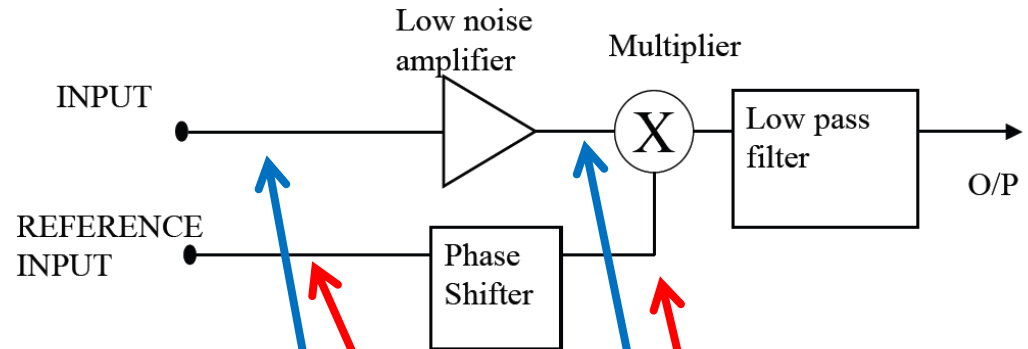 Low noise
amplifier
Multiplier
INPUT
X
Low pass
filter
O/P
REFERENCE
INPUT
Phase
Shifter